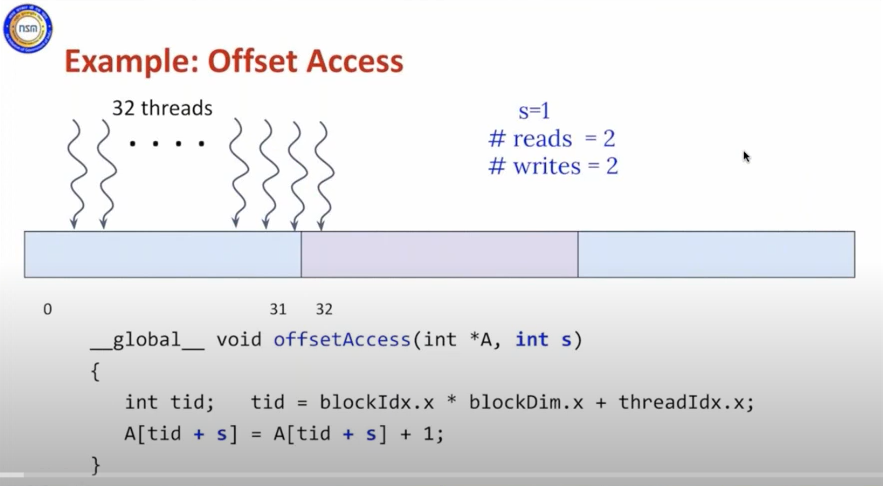 nsm
Example: Offset Access
32 threads
. . . .
s=1
# reads = 2
# writes = 2
0 31 32
__global__ void offsetAccess(int *A, int s)
{
int tid; tid = blockIdx.x * blockDim.x + threadIdx.x;
A[tid + s] = A[tid + s] + 1;
}